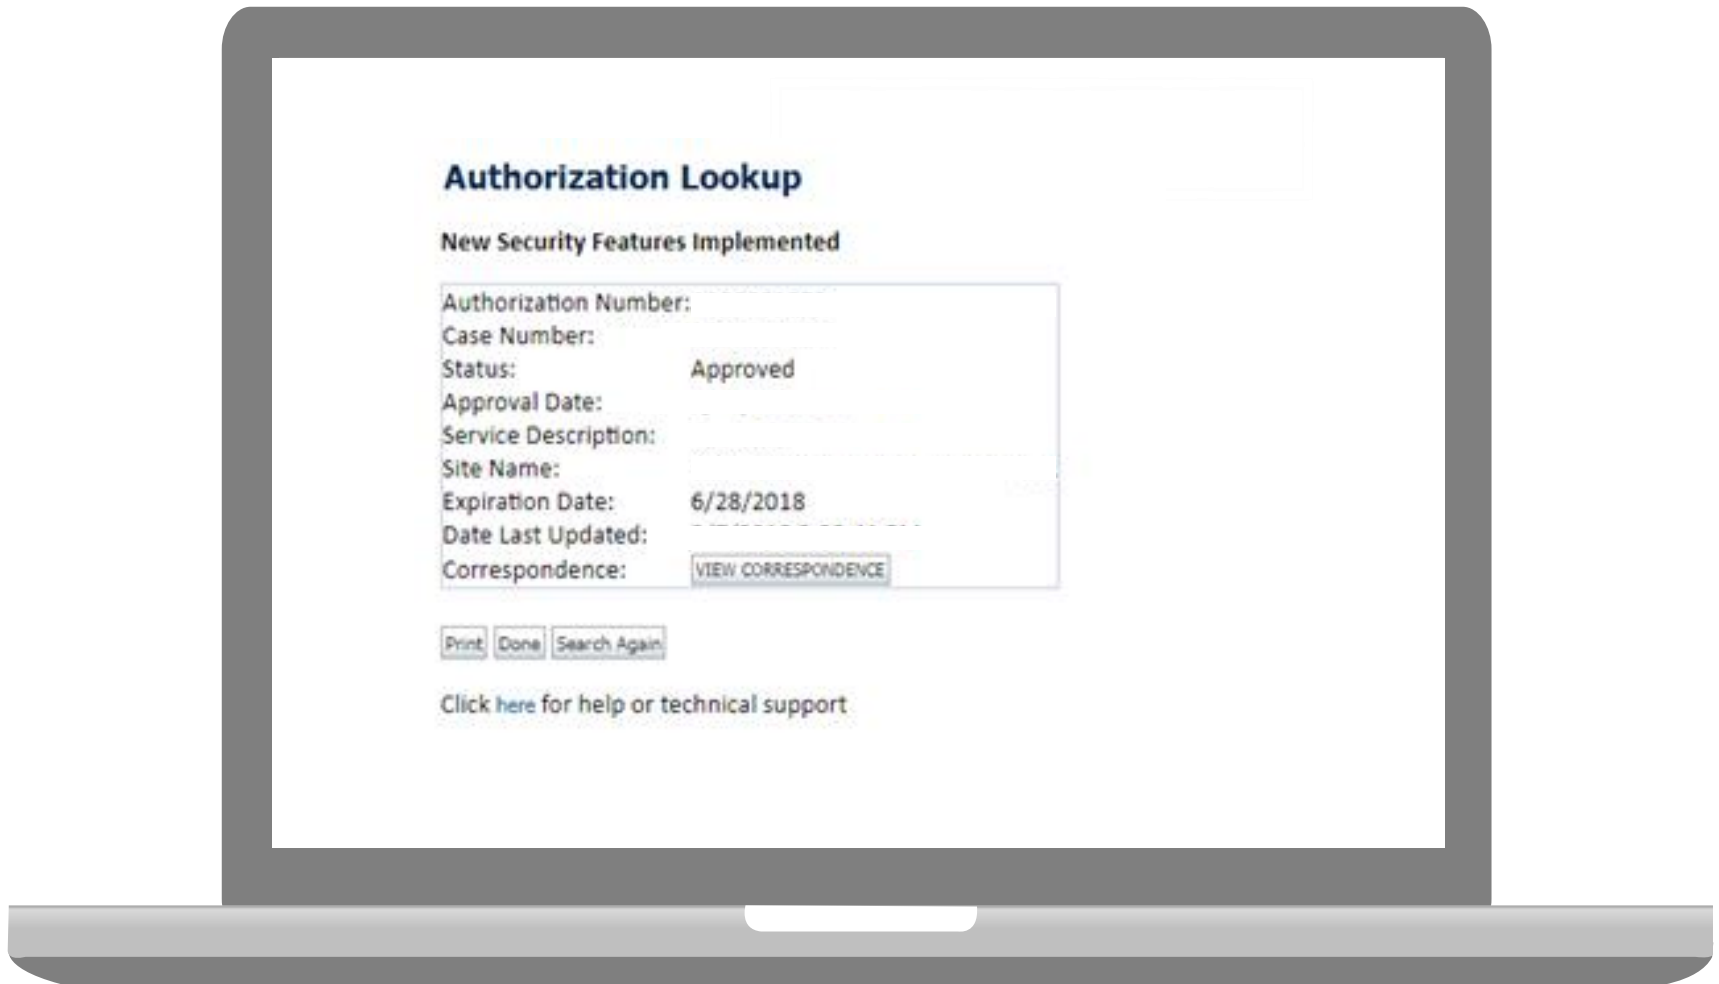 Authorization Lookup
New Security Features Implemented
Authorization Number:
Case Number:
Status: Approved
Approval Date:
Service Description:
Site Name:
Expiration Date: 6/28/2018
Date Last Updated:
Correspondence: VIEW CORRESPONDENCE
Print Done Search Again
Click here for help or technical support